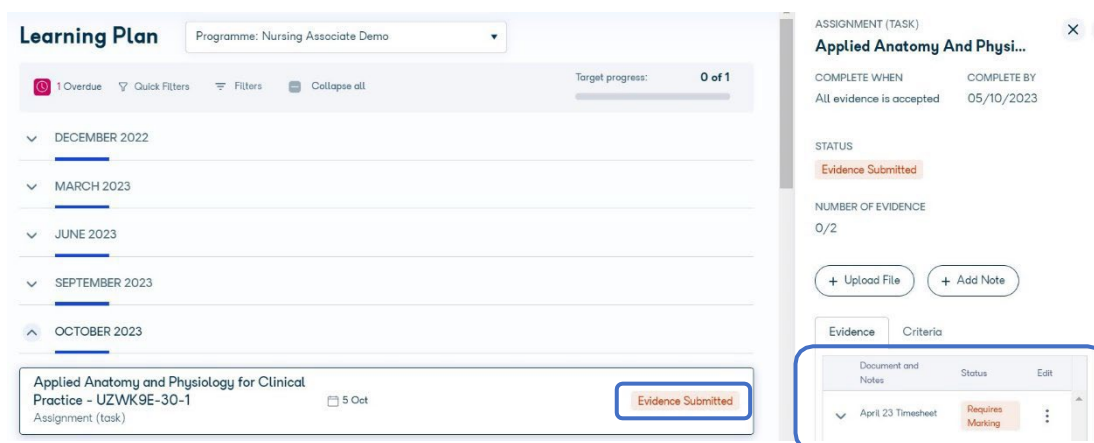 Learning Plan
Programme: Nursing Associate Demo
1 Overdue Quick Filters Filters Collapse all
Target progress: 0 of 1
DECEMBER 2022
MARCH 2023
JUNE 2023
SEPTEMBER 2023
OCTOBER 2023
Applied Anatomy and Physiology for Clinical
Practice - UZWK9E-30-1
Assignment (task)
5 Oct
Evidence Submitted
ASSIGNMENT (TASK)
Applied Anatomy And Physi...
COMPLETE WHEN COMPLETE BY
All evidence is accepted 05/10/2023
STATUS
Evidence Submitted
NUMBER OF EVIDENCE
0/2
+ Upload File + Add Note
Evidence Criteria
Document and
Notes
Status Edit
April 23 Timesheet
Requires
Marking